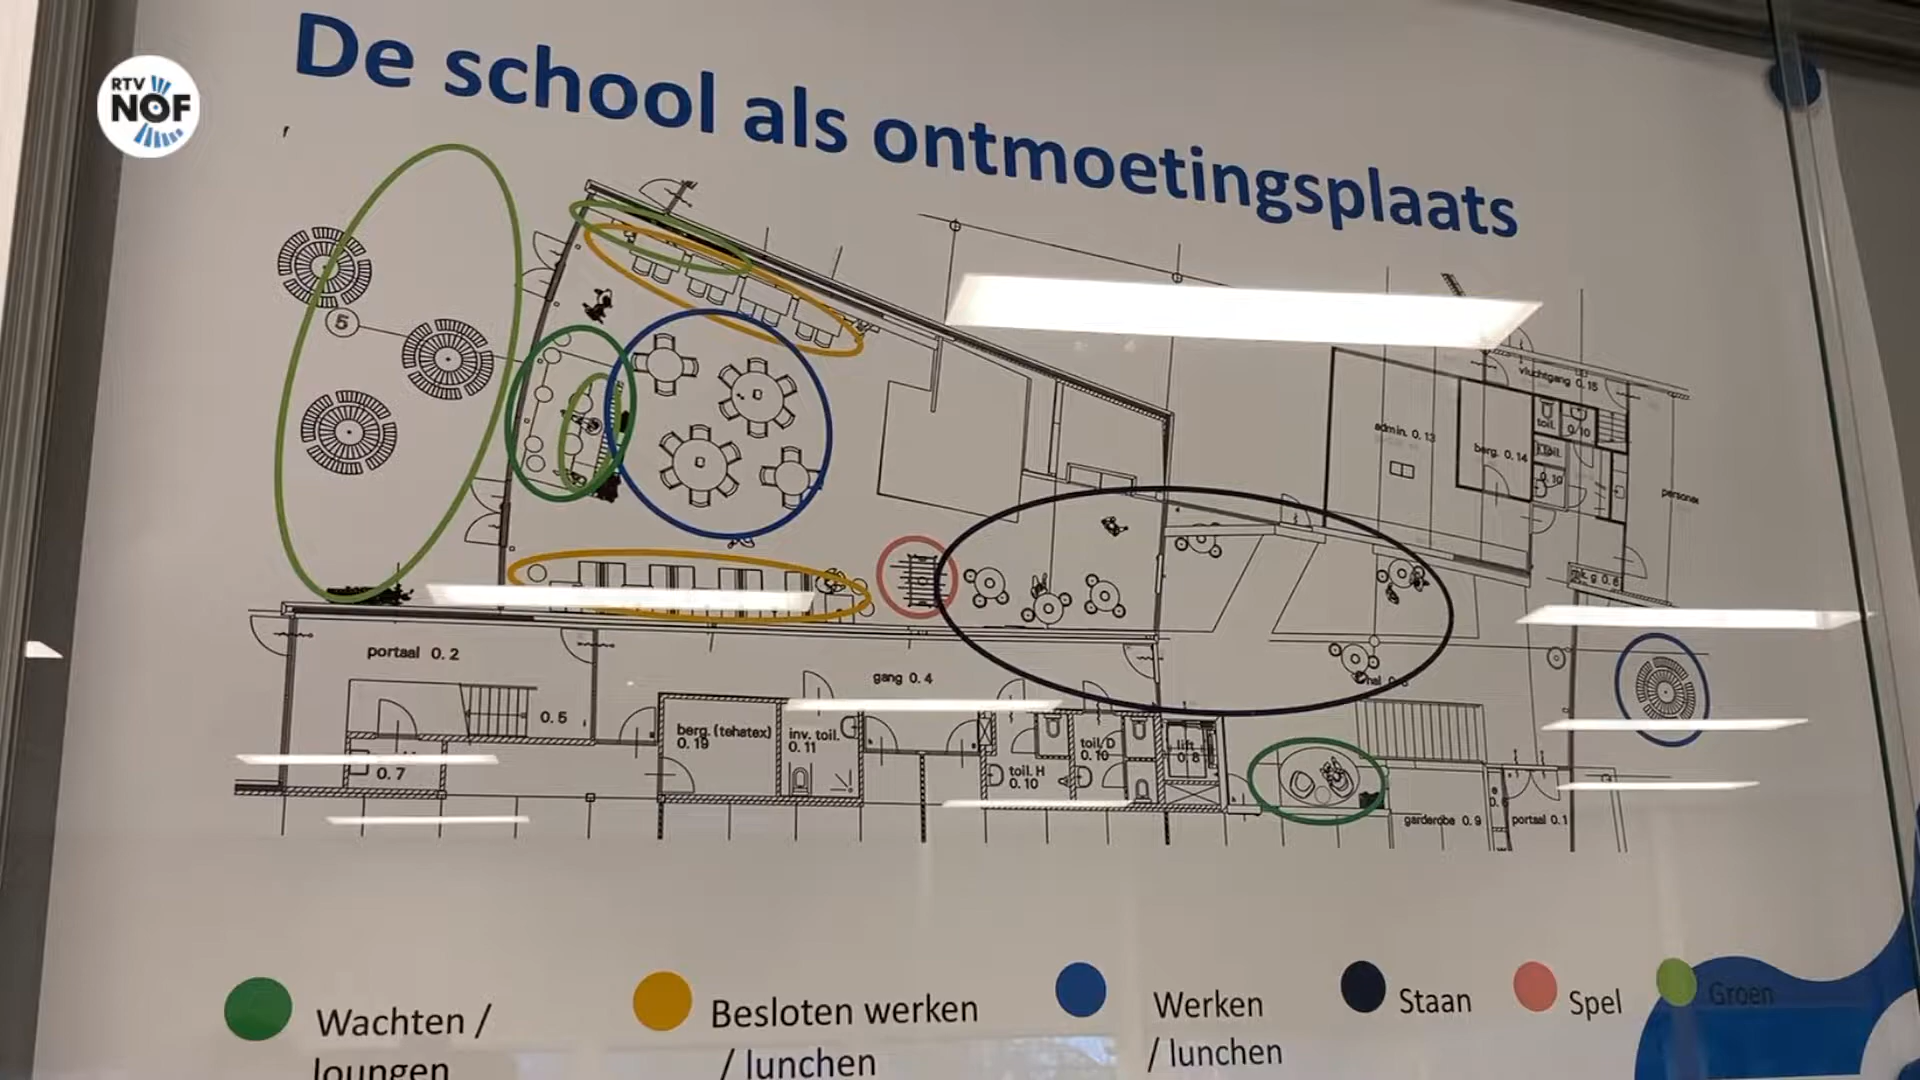 RTV
NOF
De school als ontmoetingsplaats
5
vluchtgang 0.15
admin. 0.13
berg. 0.14
toil.
0.10
toil.
0.10
portaal 0.2
gang 0.4
0.5
0.7
berg. (tehatex)
0.19
inv. toil.
0.11
toil. H
0.10
toil/D
0.10
lift
0.8
garderobe 0.9
portaal 0.1
Wachten /
loungen
Besloten werken
/ lunchen
Werken
/ lunchen
Staan
Spel
Groen